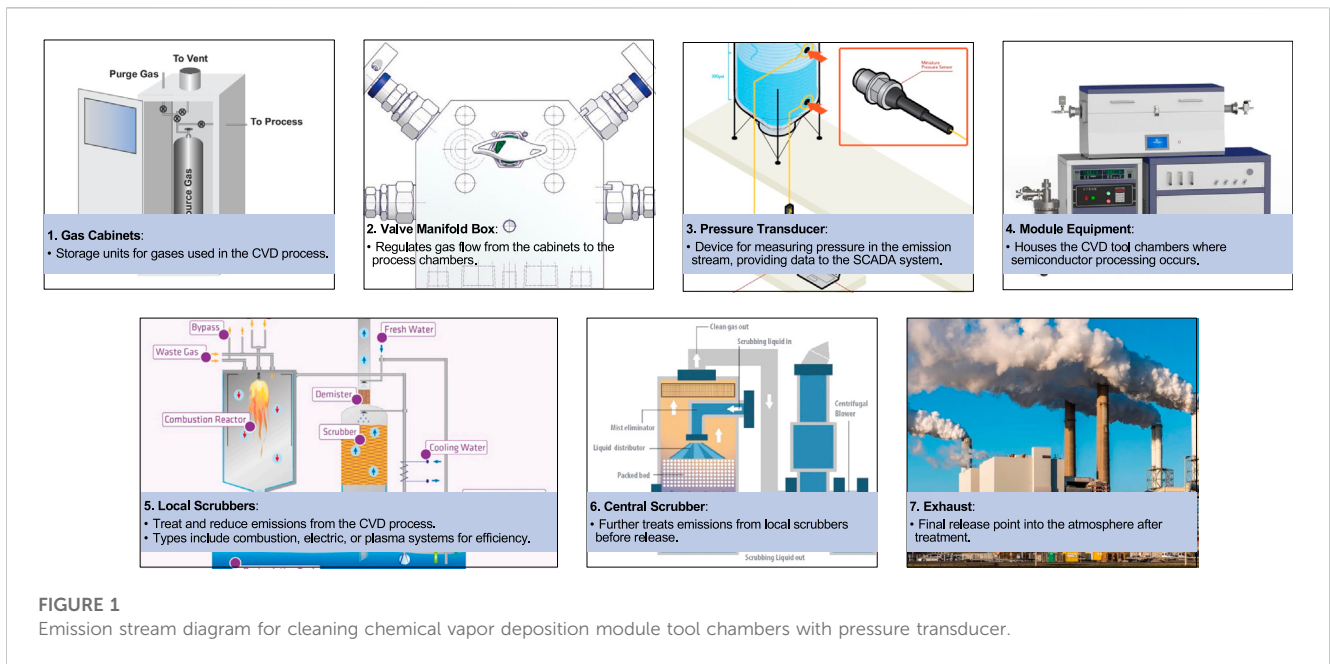 To Vent
Purge Gas
To Process
ource Gas
1. Gas Cabinets:
• Storage units for gases used in the CVD process.
2. Valve Manifold Box:
• Regulates gas flow from the cabinets to the
process chambers.
Miniature
Pressure Sensor
3. Pressure Transducer:
• Device for measuring pressure in the emission
stream, providing data to the SCADA system.
4. Module Equipment:
• Houses the CVD tool chambers where
semiconductor processing occurs.
Bypass
Waste Gas
Combustion Reactor
Fresh Water
Demister
Scrubber
Cooling Water
5. Local Scrubbers:
• Treat and reduce emissions from the CVD process.
• Types include combustion, electric, or plasma systems for efficiency.
Clean gas out
Scrubbing liquid in
Mist eliminator
Liquid distributor
Packed bed
Centrifugal
Blower
6. Central Scrubber:
• Further treats emissions from local scrubbers
before release.
Scrubbing Liquid out
7. Exhaust:
• Final release point into the atmosphere after
treatment.
FIGURE 1
Emission stream diagram for cleaning chemical vapor deposition module tool chambers with pressure transducer.